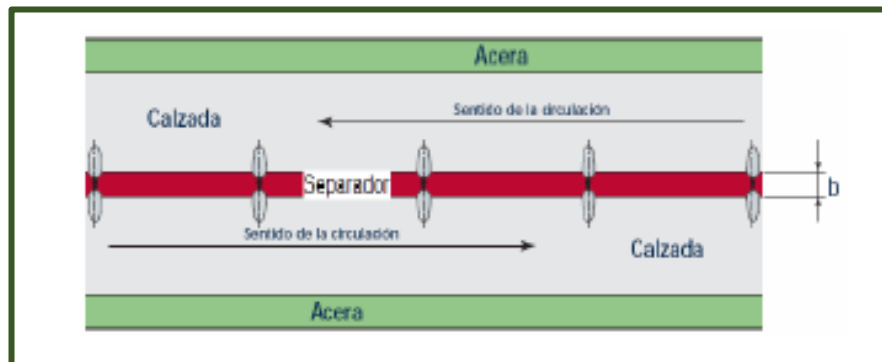 Acera
Sentido de la circulación
Calzada
Separador
b
Sentido de la circulación
Calzada
Acera